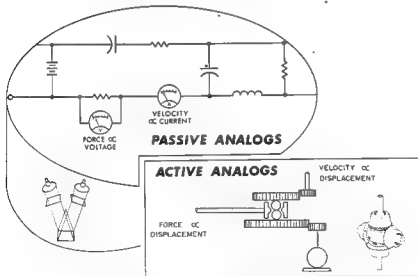 VELOCITY ∝
CURRENT
FORCE ∝
VOLTAGE
PASSIVE ANALOGS
ACTIVE ANALOGS
VELOCITY ∝
DISPLACEMENT
FORCE ∝
DISPLACEMENT